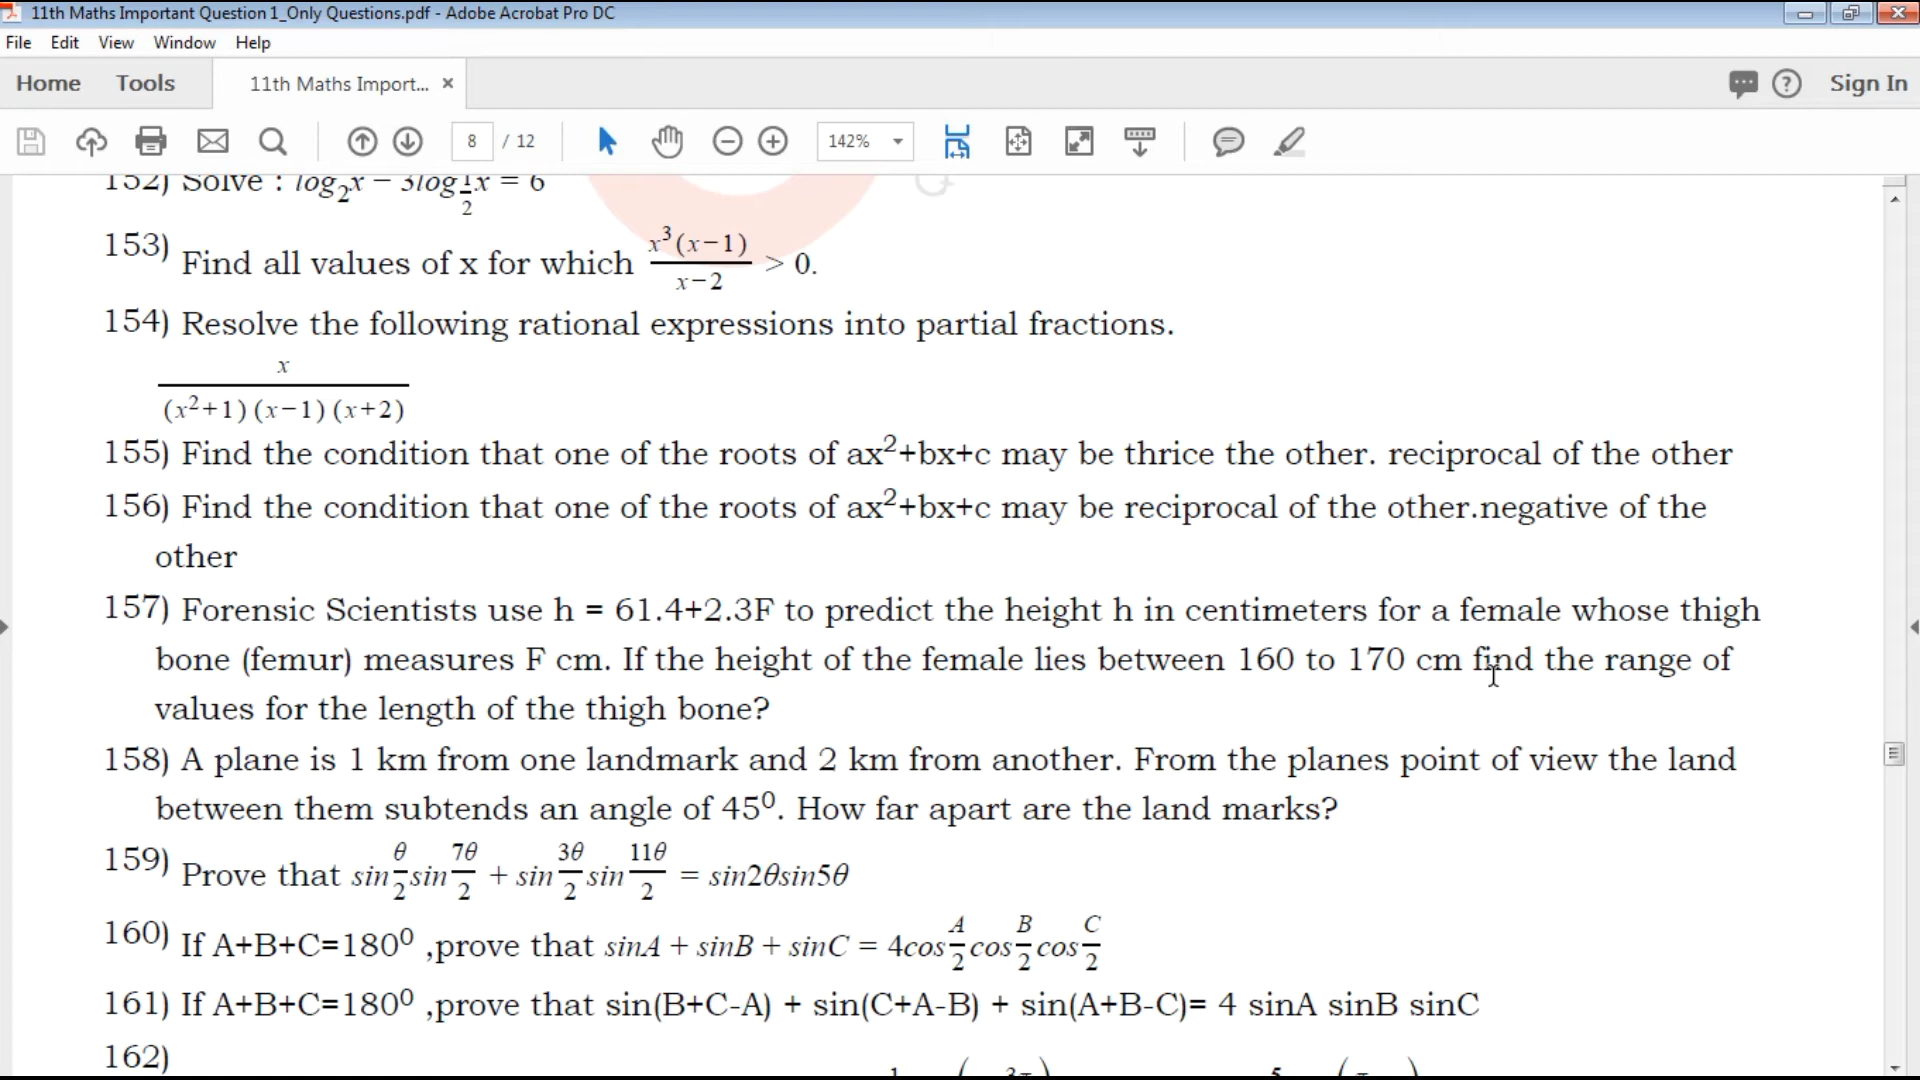 11th Maths Important Question 1_Only Questions.pdf - Adobe Acrobat Pro DC
File Edit View Window Help
Home Tools 11th Maths Import... × Sign In
8 / 12 142%
152) Solve : log₂x − 3log_{1/2}x = 6
153) Find all values of x for which x³(x−1)/(x−2) > 0.
154) Resolve the following rational expressions into partial fractions.
x/((x²+1)(x−1)(x+2))
155) Find the condition that one of the roots of ax²+bx+c may be thrice the other. reciprocal of the other
156) Find the condition that one of the roots of ax²+bx+c may be reciprocal of the other.negative of the
other
157) Forensic Scientists use h = 61.4+2.3F to predict the height h in centimeters for a female whose thigh
bone (femur) measures F cm. If the height of the female lies between 160 to 170 cm find the range of
values for the length of the thigh bone?
158) A plane is 1 km from one landmark and 2 km from another. From the planes point of view the land
between them subtends an angle of 45⁰. How far apart are the land marks?
159) Prove that sin θ/2 sin 7θ/2 + sin 3θ/2 sin 11θ/2 = sin2θsin5θ
160) If A+B+C=180⁰ ,prove that sinA + sinB + sinC = 4cos A/2 cos B/2 cos C/2
161) If A+B+C=180⁰ ,prove that sin(B+C-A) + sin(C+A-B) + sin(A+B-C)= 4 sinA sinB sinC
162)